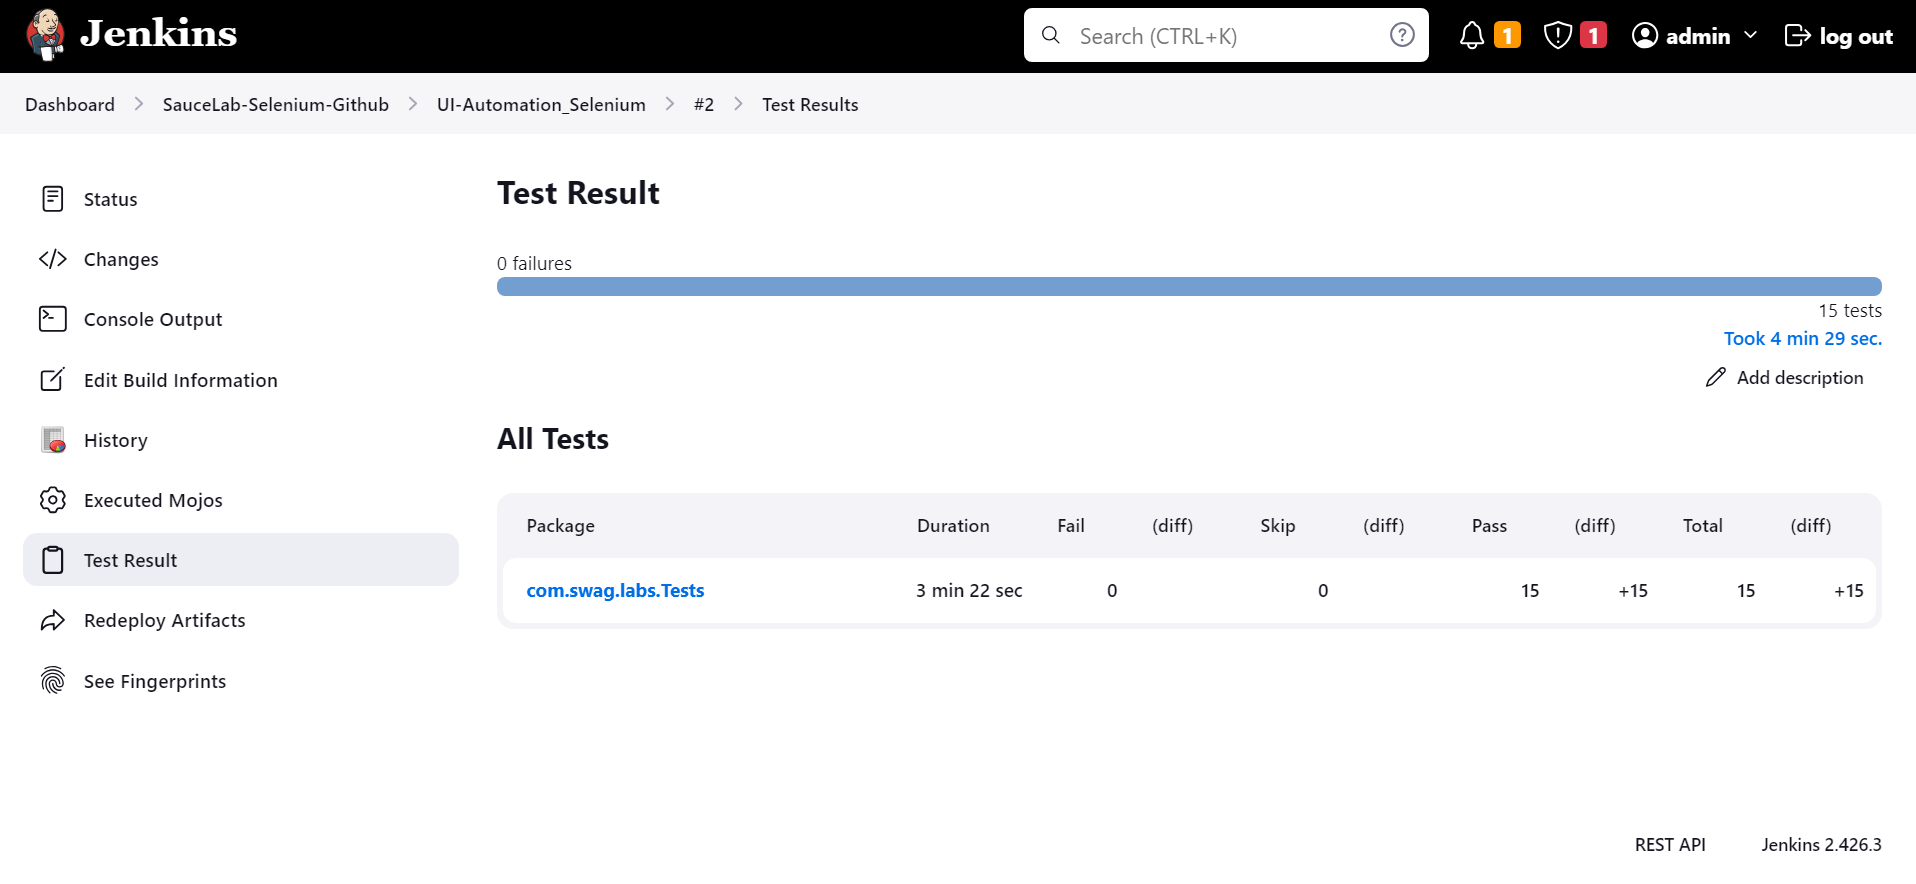 Jenkins
Search (CTRL+K)
1
1
admin
log out
Dashboard
SauceLab-Selenium-Github
UI-Automation_Selenium
#2
Test Results
Status
Changes
Console Output
Edit Build Information
History
Executed Mojos
Test Result
Redeploy Artifacts
See Fingerprints
Test Result
0 failures
15 tests
Took 4 min 29 sec.
Add description
All Tests
Package Duration Fail (diff) Skip (diff) Pass (diff) Total (diff)
com.swag.labs.Tests 3 min 22 sec 0 0 15 +15 15 +15
REST API
Jenkins 2.426.3